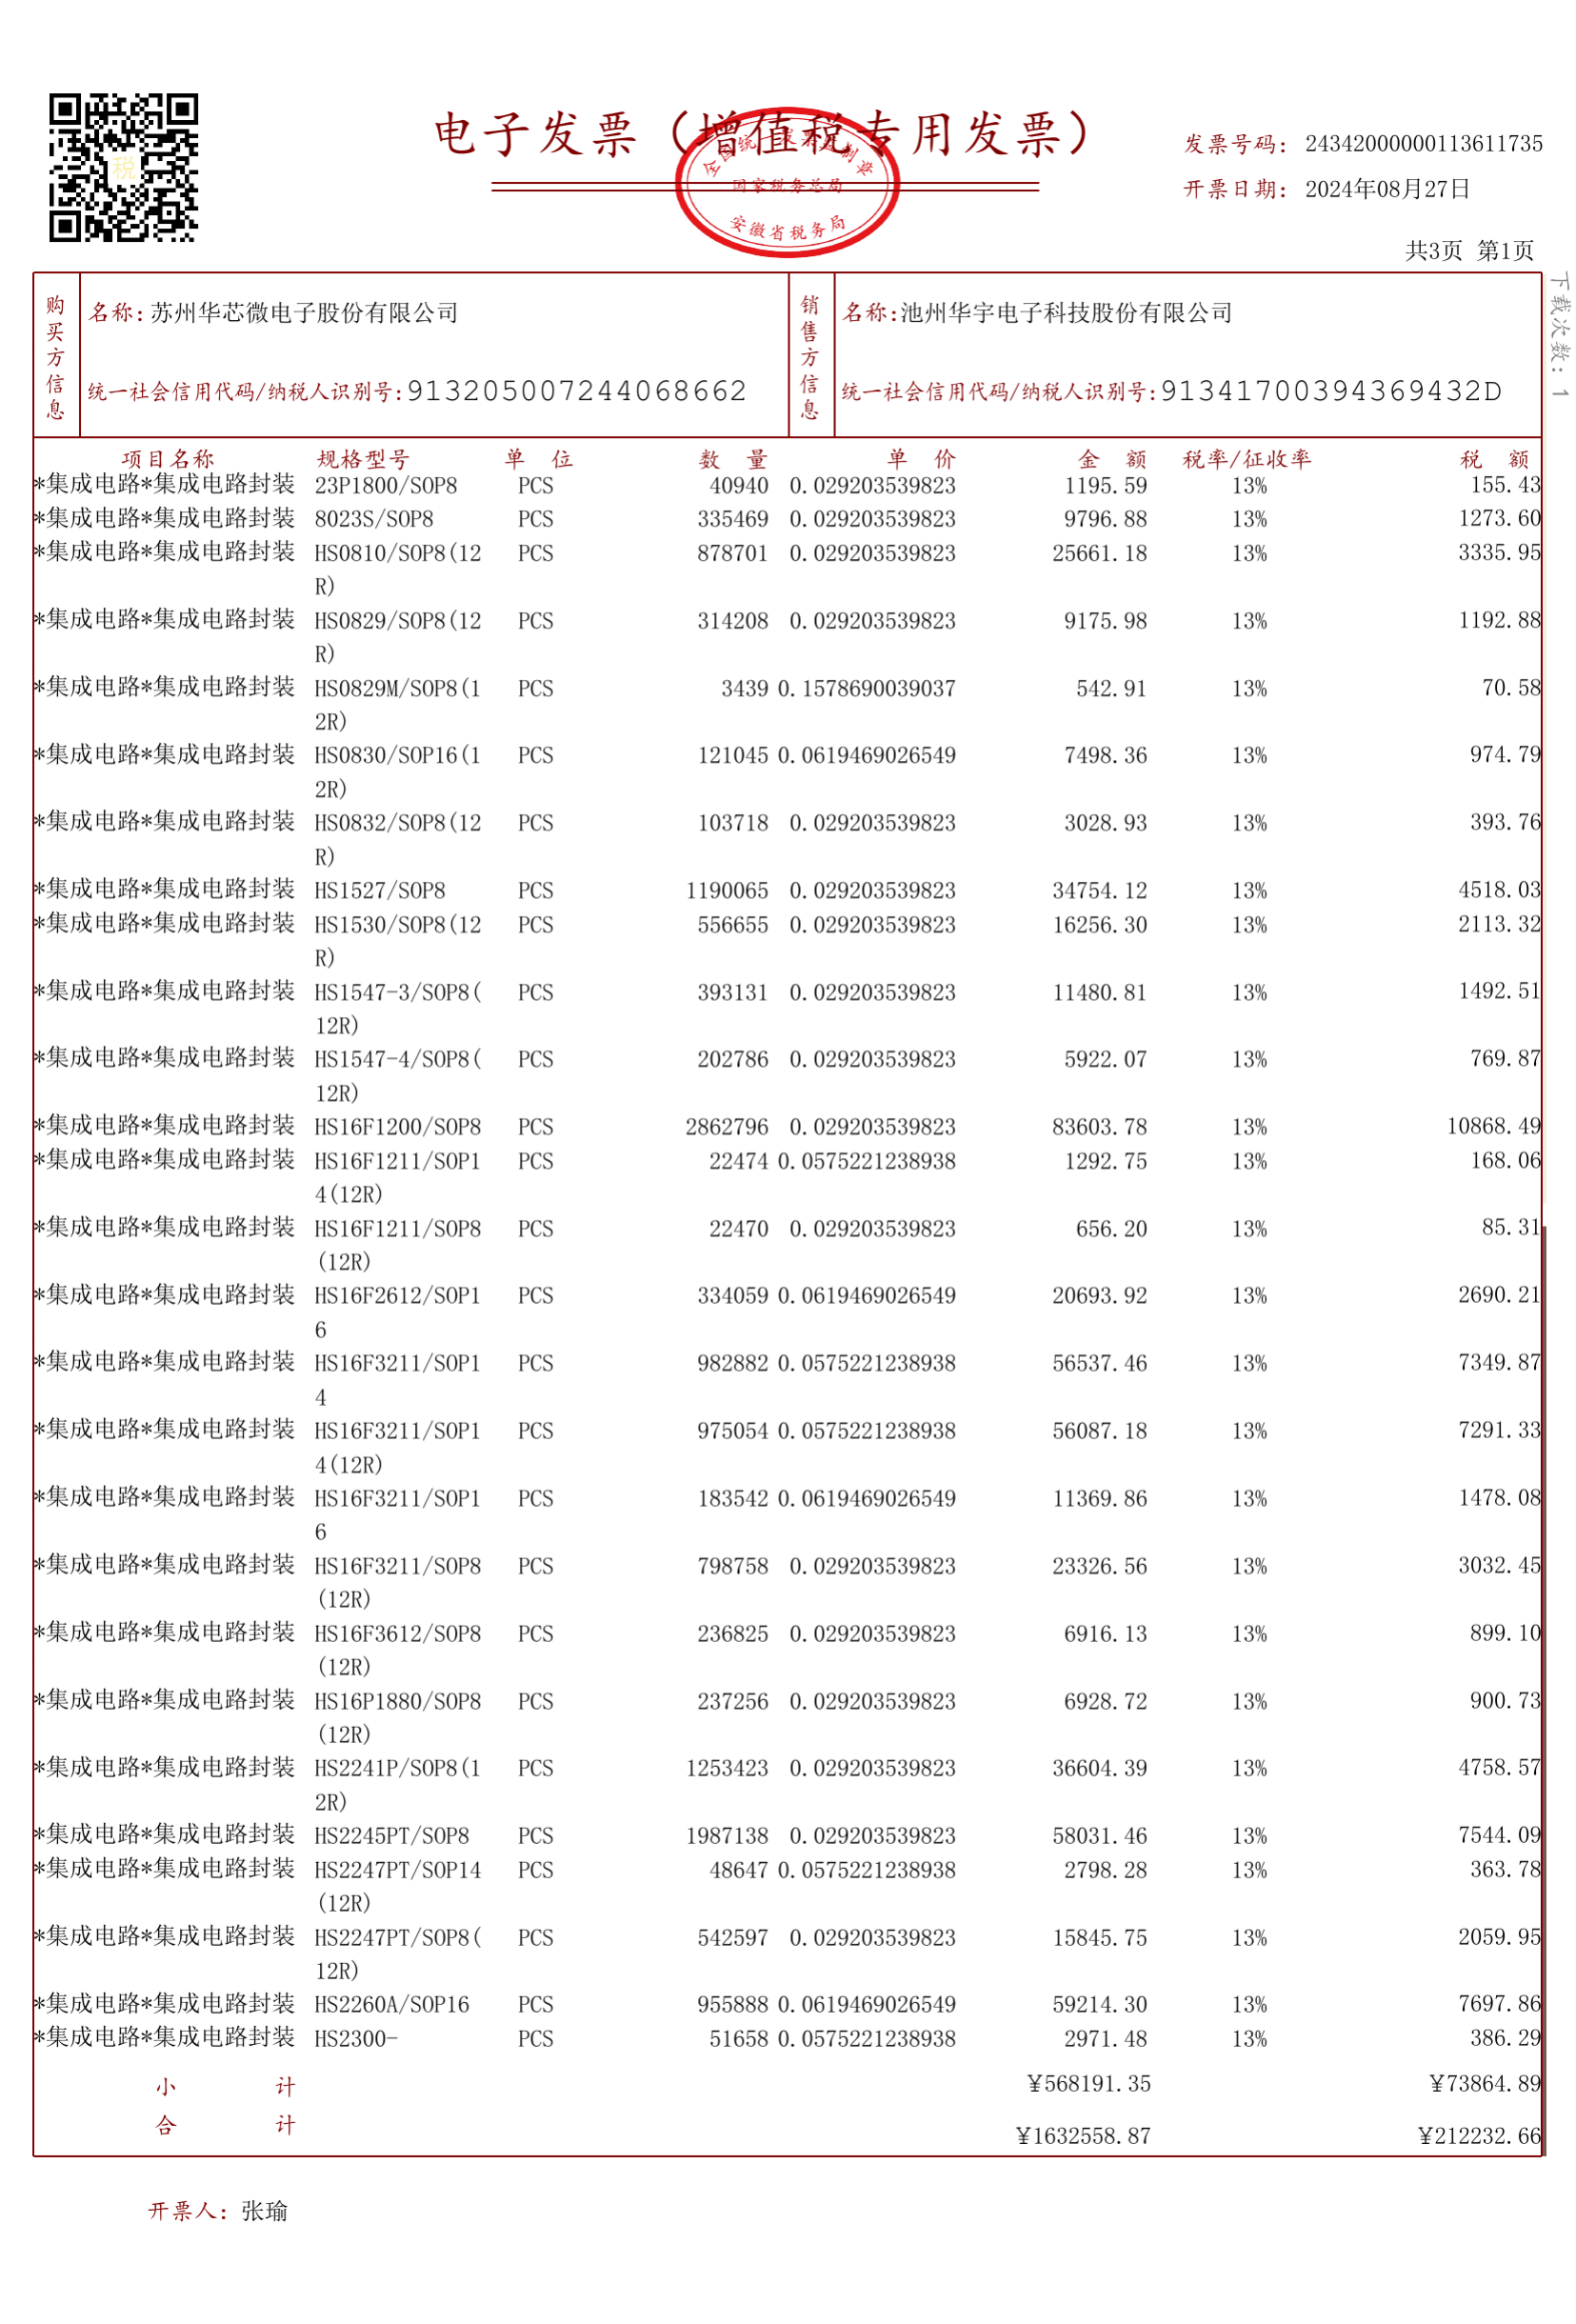 电子发票（增值税专用发票）
全国统一发票监制章
国家税务总局
安徽省税务局
税
发票号码： 24342000000113611735
开票日期： 2024年08月27日
共3页 第1页
下载次数：1
购买方信息
名称：苏州华芯微电子股份有限公司
统一社会信用代码/纳税人识别号：913205007244068662
销售方信息
名称：池州华宇电子科技股份有限公司
统一社会信用代码/纳税人识别号：91341700394369432D
项目名称 规格型号 单 位 数 量 单 价 金 额 税率/征收率 税 额
*集成电路*集成电路封装 23P1800/SOP8 PCS 40940 0.029203539823 1195.59 13% 155.43
*集成电路*集成电路封装 8023S/SOP8 PCS 335469 0.029203539823 9796.88 13% 1273.60
*集成电路*集成电路封装 HS0810/SOP8(12 PCS 878701 0.029203539823 25661.18 13% 3335.95
R)
*集成电路*集成电路封装 HS0829/SOP8(12 PCS 314208 0.029203539823 9175.98 13% 1192.88
R)
*集成电路*集成电路封装 HS0829M/SOP8(1 PCS 3439 0.1578690039037 542.91 13% 70.58
2R)
*集成电路*集成电路封装 HS0830/SOP16(1 PCS 121045 0.0619469026549 7498.36 13% 974.79
2R)
*集成电路*集成电路封装 HS0832/SOP8(12 PCS 103718 0.029203539823 3028.93 13% 393.76
R)
*集成电路*集成电路封装 HS1527/SOP8 PCS 1190065 0.029203539823 34754.12 13% 4518.03
*集成电路*集成电路封装 HS1530/SOP8(12 PCS 556655 0.029203539823 16256.30 13% 2113.32
R)
*集成电路*集成电路封装 HS1547-3/SOP8( PCS 393131 0.029203539823 11480.81 13% 1492.51
12R)
*集成电路*集成电路封装 HS1547-4/SOP8( PCS 202786 0.029203539823 5922.07 13% 769.87
12R)
*集成电路*集成电路封装 HS16F1200/SOP8 PCS 2862796 0.029203539823 83603.78 13% 10868.49
*集成电路*集成电路封装 HS16F1211/SOP1 PCS 22474 0.0575221238938 1292.75 13% 168.06
4(12R)
*集成电路*集成电路封装 HS16F1211/SOP8 PCS 22470 0.029203539823 656.20 13% 85.31
(12R)
*集成电路*集成电路封装 HS16F2612/SOP1 PCS 334059 0.0619469026549 20693.92 13% 2690.21
6
*集成电路*集成电路封装 HS16F3211/SOP1 PCS 982882 0.0575221238938 56537.46 13% 7349.87
4
*集成电路*集成电路封装 HS16F3211/SOP1 PCS 975054 0.0575221238938 56087.18 13% 7291.33
4(12R)
*集成电路*集成电路封装 HS16F3211/SOP1 PCS 183542 0.0619469026549 11369.86 13% 1478.08
6
*集成电路*集成电路封装 HS16F3211/SOP8 PCS 798758 0.029203539823 23326.56 13% 3032.45
(12R)
*集成电路*集成电路封装 HS16F3612/SOP8 PCS 236825 0.029203539823 6916.13 13% 899.10
(12R)
*集成电路*集成电路封装 HS16P1880/SOP8 PCS 237256 0.029203539823 6928.72 13% 900.73
(12R)
*集成电路*集成电路封装 HS2241P/SOP8(1 PCS 1253423 0.029203539823 36604.39 13% 4758.57
2R)
*集成电路*集成电路封装 HS2245PT/SOP8 PCS 1987138 0.029203539823 58031.46 13% 7544.09
*集成电路*集成电路封装 HS2247PT/SOP14 PCS 48647 0.0575221238938 2798.28 13% 363.78
(12R)
*集成电路*集成电路封装 HS2247PT/SOP8( PCS 542597 0.029203539823 15845.75 13% 2059.95
12R)
*集成电路*集成电路封装 HS2260A/SOP16 PCS 955888 0.0619469026549 59214.30 13% 7697.86
*集成电路*集成电路封装 HS2300- PCS 51658 0.0575221238938 2971.48 13% 386.29
小 计 ¥568191.35 ¥73864.89
合 计 ¥1632558.87 ¥212232.66
开票人：张瑜